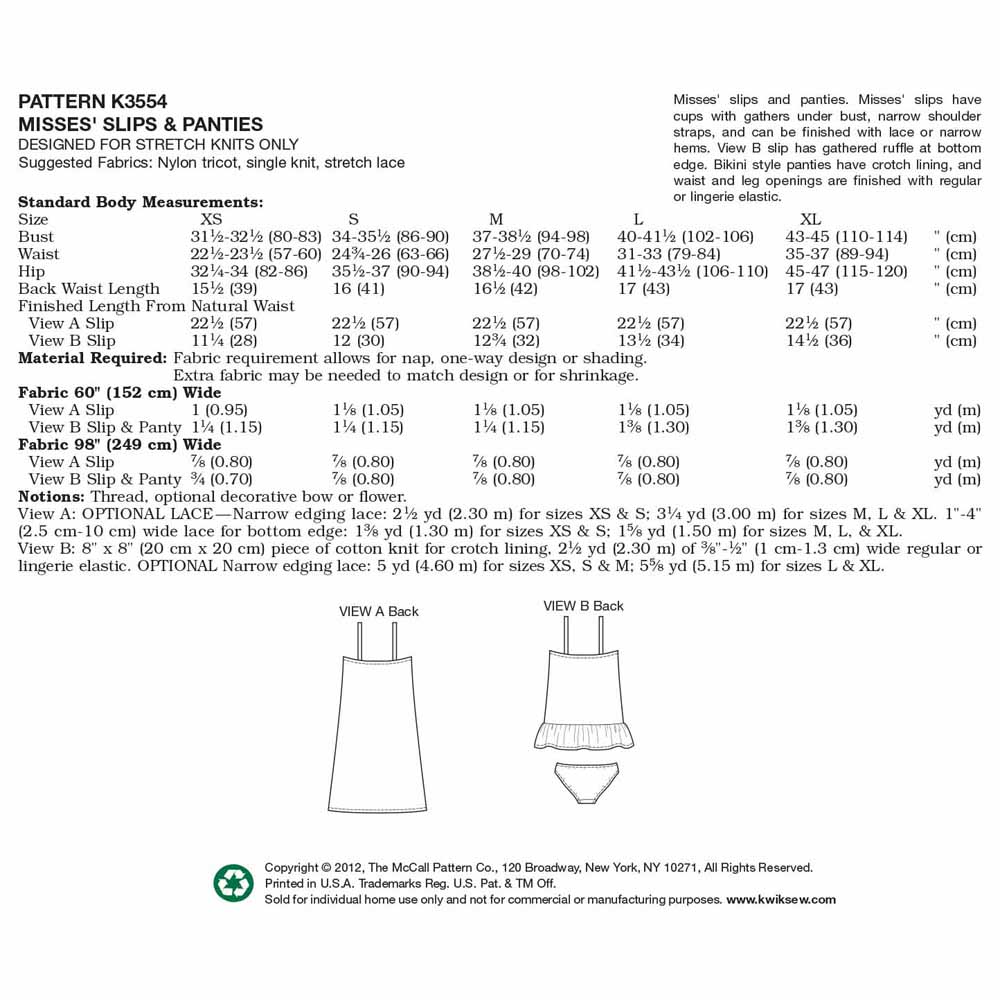 PATTERN K3554
MISSES' SLIPS & PANTIES
DESIGNED FOR STRETCH KNITS ONLY
Suggested Fabrics: Nylon tricot, single knit, stretch lace
Misses' slips and panties. Misses' slips have
cups with gathers under bust, narrow shoulder
straps, and can be finished with lace or narrow
hems. View B slip has gathered ruffle at bottom
edge. Bikini style panties have crotch lining, and
waist and leg openings are finished with regular
or lingerie elastic.
Standard Body Measurements:
Size XS S M L XL
Bust 31½-32½ (80-83) 34-35½ (86-90) 37-38½ (94-98) 40-41½ (102-106) 43-45 (110-114) " (cm)
Waist 22½-23½ (57-60) 24¾-26 (63-66) 27½-29 (70-74) 31-33 (79-84) 35-37 (89-94) " (cm)
Hip 32¼-34 (82-86) 35½-37 (90-94) 38½-40 (98-102) 41½-43½ (106-110) 45-47 (115-120) " (cm)
Back Waist Length 15½ (39) 16 (41) 16½ (42) 17 (43) 17 (43) " (cm)
Finished Length From Natural Waist
View A Slip 22½ (57) 22½ (57) 22½ (57) 22½ (57) 22½ (57) " (cm)
View B Slip 11¼ (28) 12 (30) 12¾ (32) 13½ (34) 14½ (36) " (cm)
Material Required: Fabric requirement allows for nap, one-way design or shading.
Extra fabric may be needed to match design or for shrinkage.
Fabric 60" (152 cm) Wide
View A Slip 1 (0.95) 1⅛ (1.05) 1⅛ (1.05) 1⅛ (1.05) 1⅛ (1.05) yd (m)
View B Slip & Panty 1¼ (1.15) 1¼ (1.15) 1¼ (1.15) 1⅜ (1.30) 1⅜ (1.30) yd (m)
Fabric 98" (249 cm) Wide
View A Slip ⅞ (0.80) ⅞ (0.80) ⅞ (0.80) ⅞ (0.80) ⅞ (0.80) yd (m)
View B Slip & Panty ¾ (0.70) ⅞ (0.80) ⅞ (0.80) ⅞ (0.80) ⅞ (0.80) yd (m)
Notions: Thread, optional decorative bow or flower.
View A: OPTIONAL LACE—Narrow edging lace: 2½ yd (2.30 m) for sizes XS & S; 3¼ yd (3.00 m) for sizes M, L & XL. 1"-4"
(2.5 cm-10 cm) wide lace for bottom edge: 1⅜ yd (1.30 m) for sizes XS & S; 1⅝ yd (1.50 m) for sizes M, L, & XL.
View B: 8" x 8" (20 cm x 20 cm) piece of cotton knit for crotch lining, 2½ yd (2.30 m) of ⅜"-½" (1 cm-1.3 cm) wide regular or
lingerie elastic. OPTIONAL Narrow edging lace: 5 yd (4.60 m) for sizes XS, S & M; 5⅝ yd (5.15 m) for sizes L & XL.
VIEW A Back
VIEW B Back
Copyright © 2012, The McCall Pattern Co., 120 Broadway, New York, NY 10271, All Rights Reserved.
Printed in U.S.A. Trademarks Reg. U.S. Pat. & TM Off.
Sold for individual home use only and not for commercial or manufacturing purposes. www.kwiksew.com